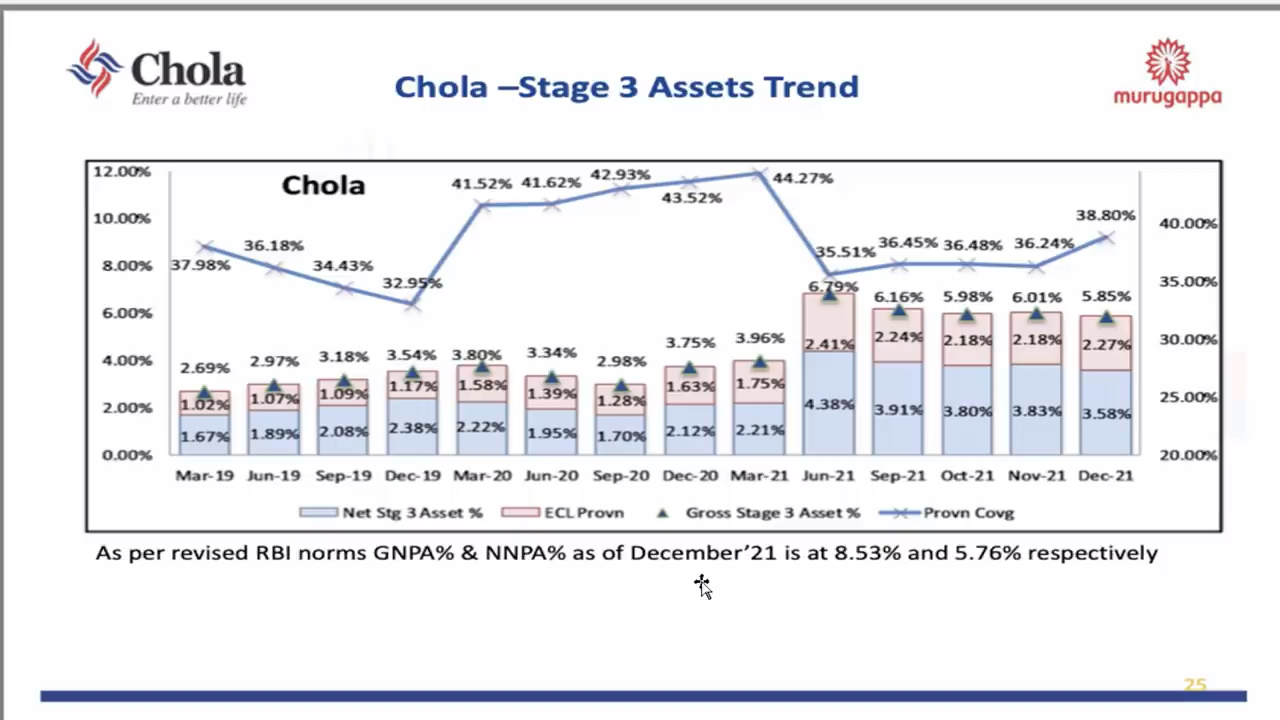 Chola
Enter a better life
Chola –Stage 3 Assets Trend
murugappa
Chola
12.00%
10.00%
8.00%
6.00%
4.00%
2.00%
0.00%
40.00%
35.00%
30.00%
25.00%
20.00%
37.98% 36.18% 34.43% 32.95% 41.52% 41.62% 42.93% 43.52% 44.27% 35.51% 36.45% 36.48% 36.24% 38.80%
2.69% 2.97% 3.18% 3.54% 3.80% 3.34% 2.98% 3.75% 3.96% 6.79% 6.16% 5.98% 6.01% 5.85%
1.02% 1.07% 1.09% 1.17% 1.58% 1.39% 1.28% 1.63% 1.75% 2.41% 2.24% 2.18% 2.18% 2.27%
1.67% 1.89% 2.08% 2.38% 2.22% 1.95% 1.70% 2.12% 2.21% 4.38% 3.91% 3.80% 3.83% 3.58%
Mar-19 Jun-19 Sep-19 Dec-19 Mar-20 Jun-20 Sep-20 Dec-20 Mar-21 Jun-21 Sep-21 Oct-21 Nov-21 Dec-21
Net Stg 3 Asset % ECL Provn Gross Stage 3 Asset % Provn Covg
As per revised RBI norms GNPA% & NNPA% as of December’21 is at 8.53% and 5.76% respectively
25